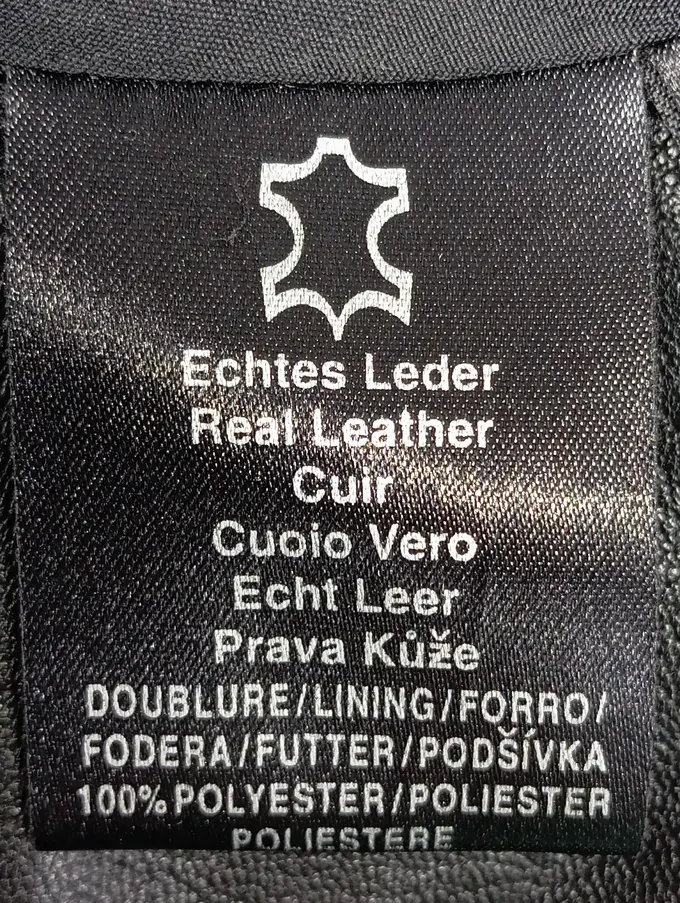 Echtes Leder
Real Leather
Cuir
Cuoio Vero
Echt Leer
Prava Kůže
DOUBLURE/LINING/FORRO/
FODERA/FUTTER/PODŠÍVKA
100% POLYESTER/POLIESTER
POLIESTERE